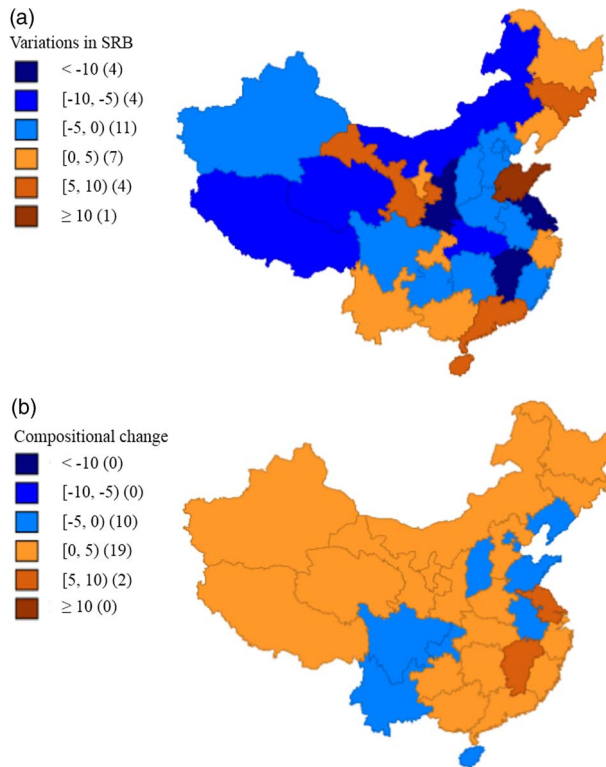 (a)
Variations in SRB
< -10 (4)
[-10, -5) (4)
[-5, 0) (11)
[0, 5) (7)
[5, 10) (4)
≥ 10 (1)
(b)
Compositional change
< -10 (0)
[-10, -5) (0)
[-5, 0) (10)
[0, 5) (19)
[5, 10) (2)
≥ 10 (0)